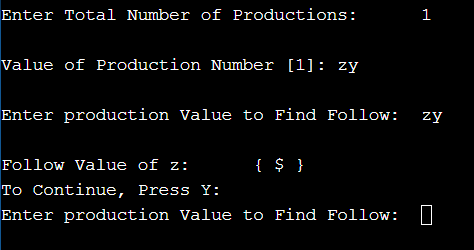 Enter Total Number of Productions:      1
Value of Production Number [1]: zy
Enter production Value to Find Follow:  zy
Follow Value of z:      { $ }
To Continue, Press Y:
Enter production Value to Find Follow: